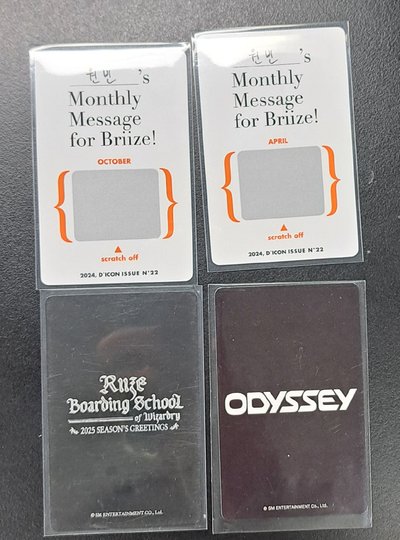 원빈's
Monthly
Message
for Briize!
OCTOBER
scratch off
2024, D'ICON ISSUE N°22
원빈's
Monthly
Message
for Briize!
APRIL
scratch off
2024, D'ICON ISSUE N°22
Riize
Boarding School
of Wizardry
2025 SEASON'S GREETINGS
© SM ENTERTAINMENT CO., Ltd.
ODYSSEY
© SM ENTERTAINMENT Co., Ltd.